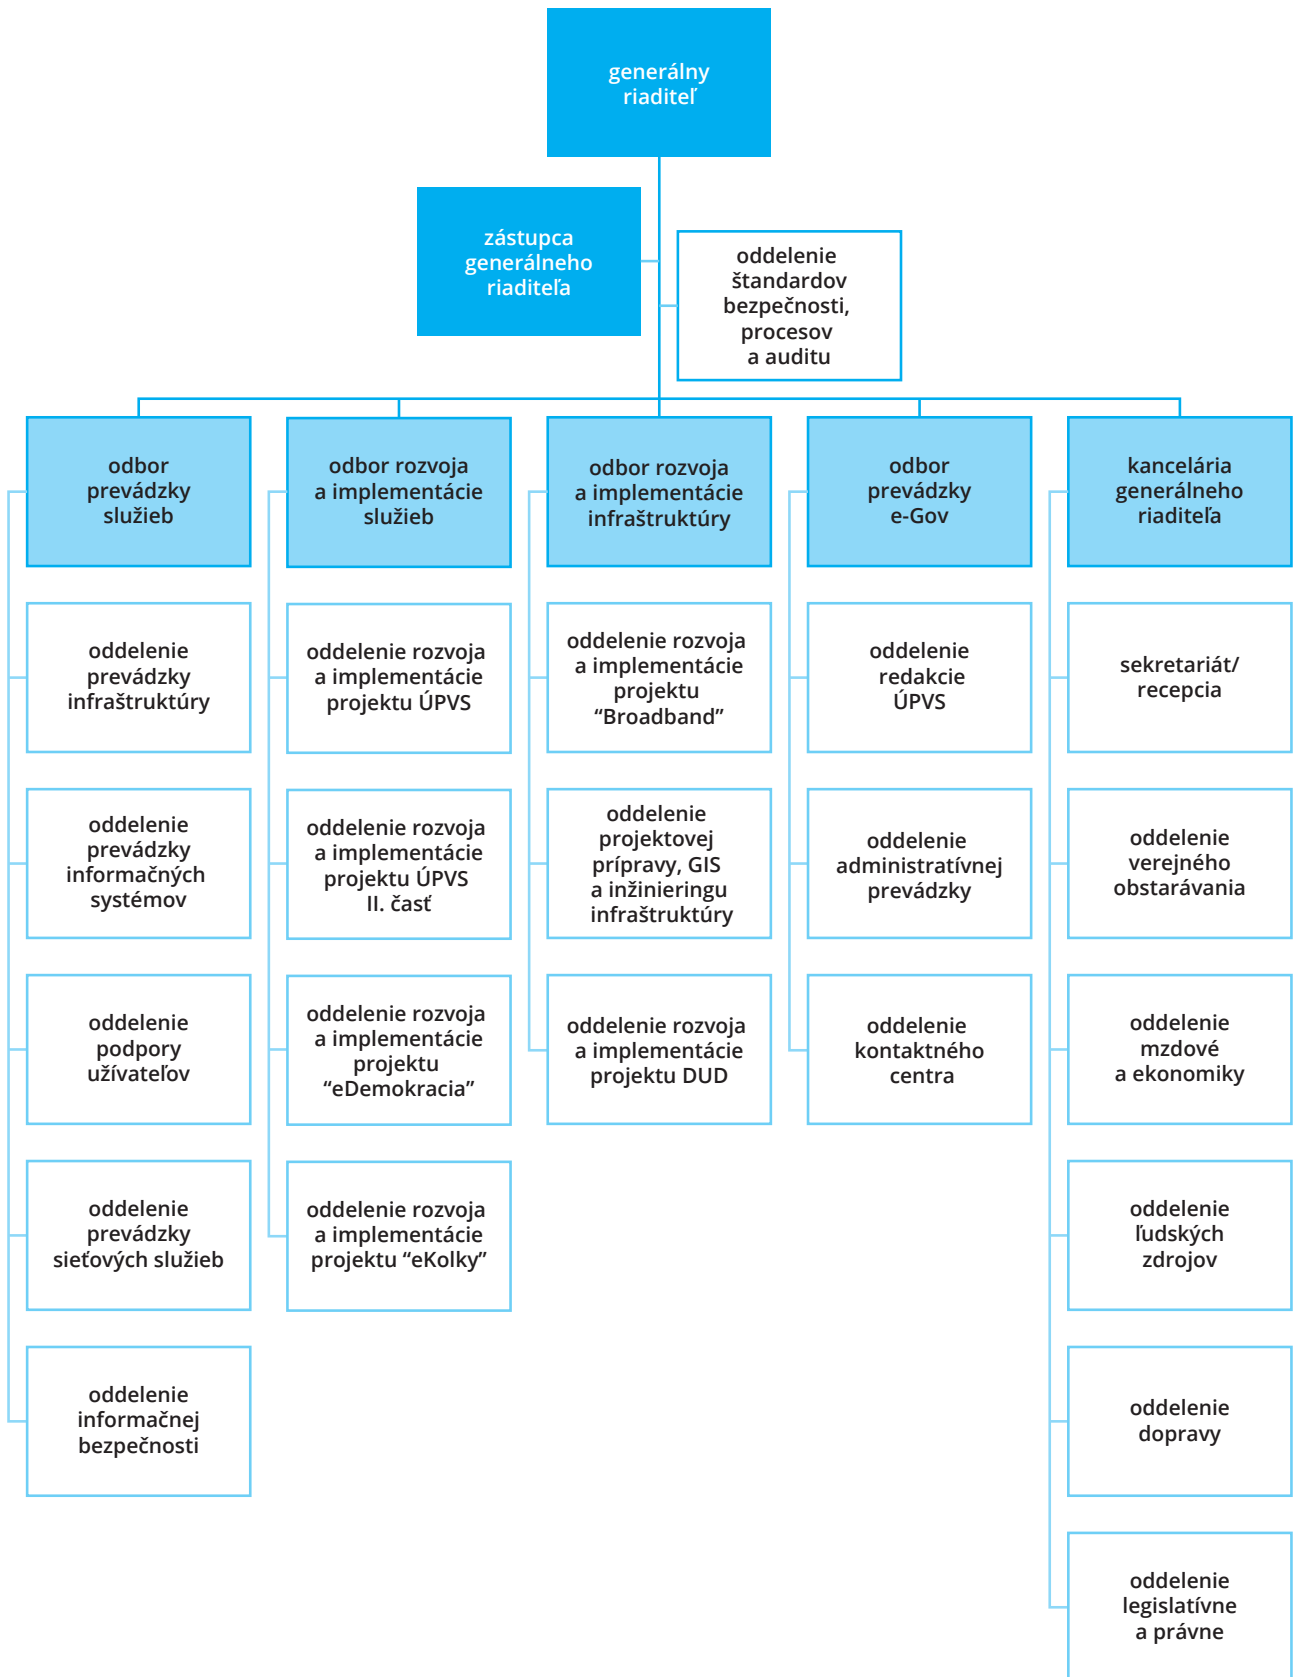 generálny
riaditeľ
zástupca
generálneho
riaditeľa
oddelenie
štandardov
bezpečnosti,
procesov
a auditu
odbor
prevádzky
služieb
oddelenie
prevádzky
infraštruktúry
oddelenie
prevádzky
informačných
systémov
oddelenie
podpory
užívateľov
oddelenie
prevádzky
sieťových služieb
oddelenie
informačnej
bezpečnosti
odbor rozvoja
a implementácie
služieb
oddelenie rozvoja
a implementácie
projektu ÚPVS
oddelenie rozvoja
a implementácie
projektu ÚPVS
II. časť
oddelenie rozvoja
a implementácie
projektu
“eDemokracia”
oddelenie rozvoja
a implementácie
projektu “eKolky”
odbor rozvoja
a implementácie
infraštruktúry
oddelenie rozvoja
a implementácie
projektu
“Broadband”
oddelenie
projektovej
prípravy, GIS
a inžinieringu
infraštruktúry
oddelenie rozvoja
a implementácie
projektu DUD
odbor
prevádzky
e-Gov
oddelenie
redakcie
ÚPVS
oddelenie
administratívnej
prevádzky
oddelenie
kontaktného
centra
kancelária
generálneho
riaditeľa
sekretariát/
recepcia
oddelenie
verejného
obstarávania
oddelenie
mzdové
a ekonomiky
oddelenie
ľudských
zdrojov
oddelenie
dopravy
oddelenie
legislatívne
a právne